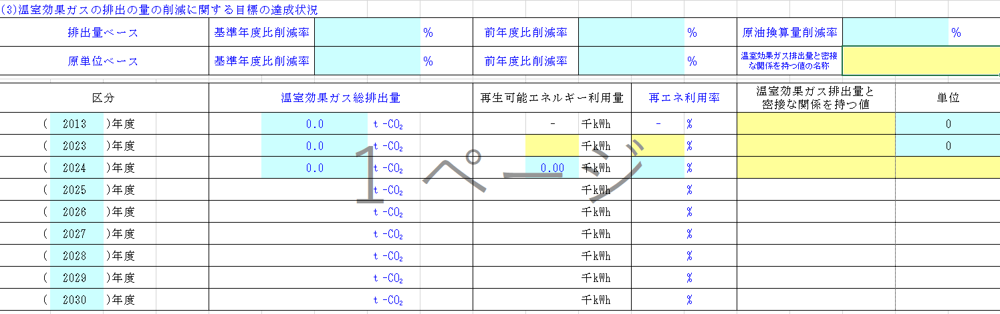 (3)温室効果ガスの排出の量の削減に関する目標の達成状況
排出量ベース 基準年度比削減率 % 前年度比削減率 % 原油換算量削減率 %
原単位ベース 基準年度比削減率 % 前年度比削減率 % 温室効果ガス排出量と密接
な関係を持つ値の名称
区分 温室効果ガス総排出量 再生可能エネルギー利用量 再エネ利用率 温室効果ガス排出量と
密接な関係を持つ値 単位
( 2013 )年度 0.0 t-CO₂ - 千kWh - % 0
( 2023 )年度 0.0 t-CO₂ 千kWh % 0
( 2024 )年度 0.0 t-CO₂ 0.00 千kWh %
( 2025 )年度 t-CO₂ 千kWh %
( 2026 )年度 t-CO₂ 千kWh %
( 2027 )年度 t-CO₂ 千kWh %
( 2028 )年度 t-CO₂ 千kWh %
( 2029 )年度 t-CO₂ 千kWh %
( 2030 )年度 t-CO₂ 千kWh %
1 ページ